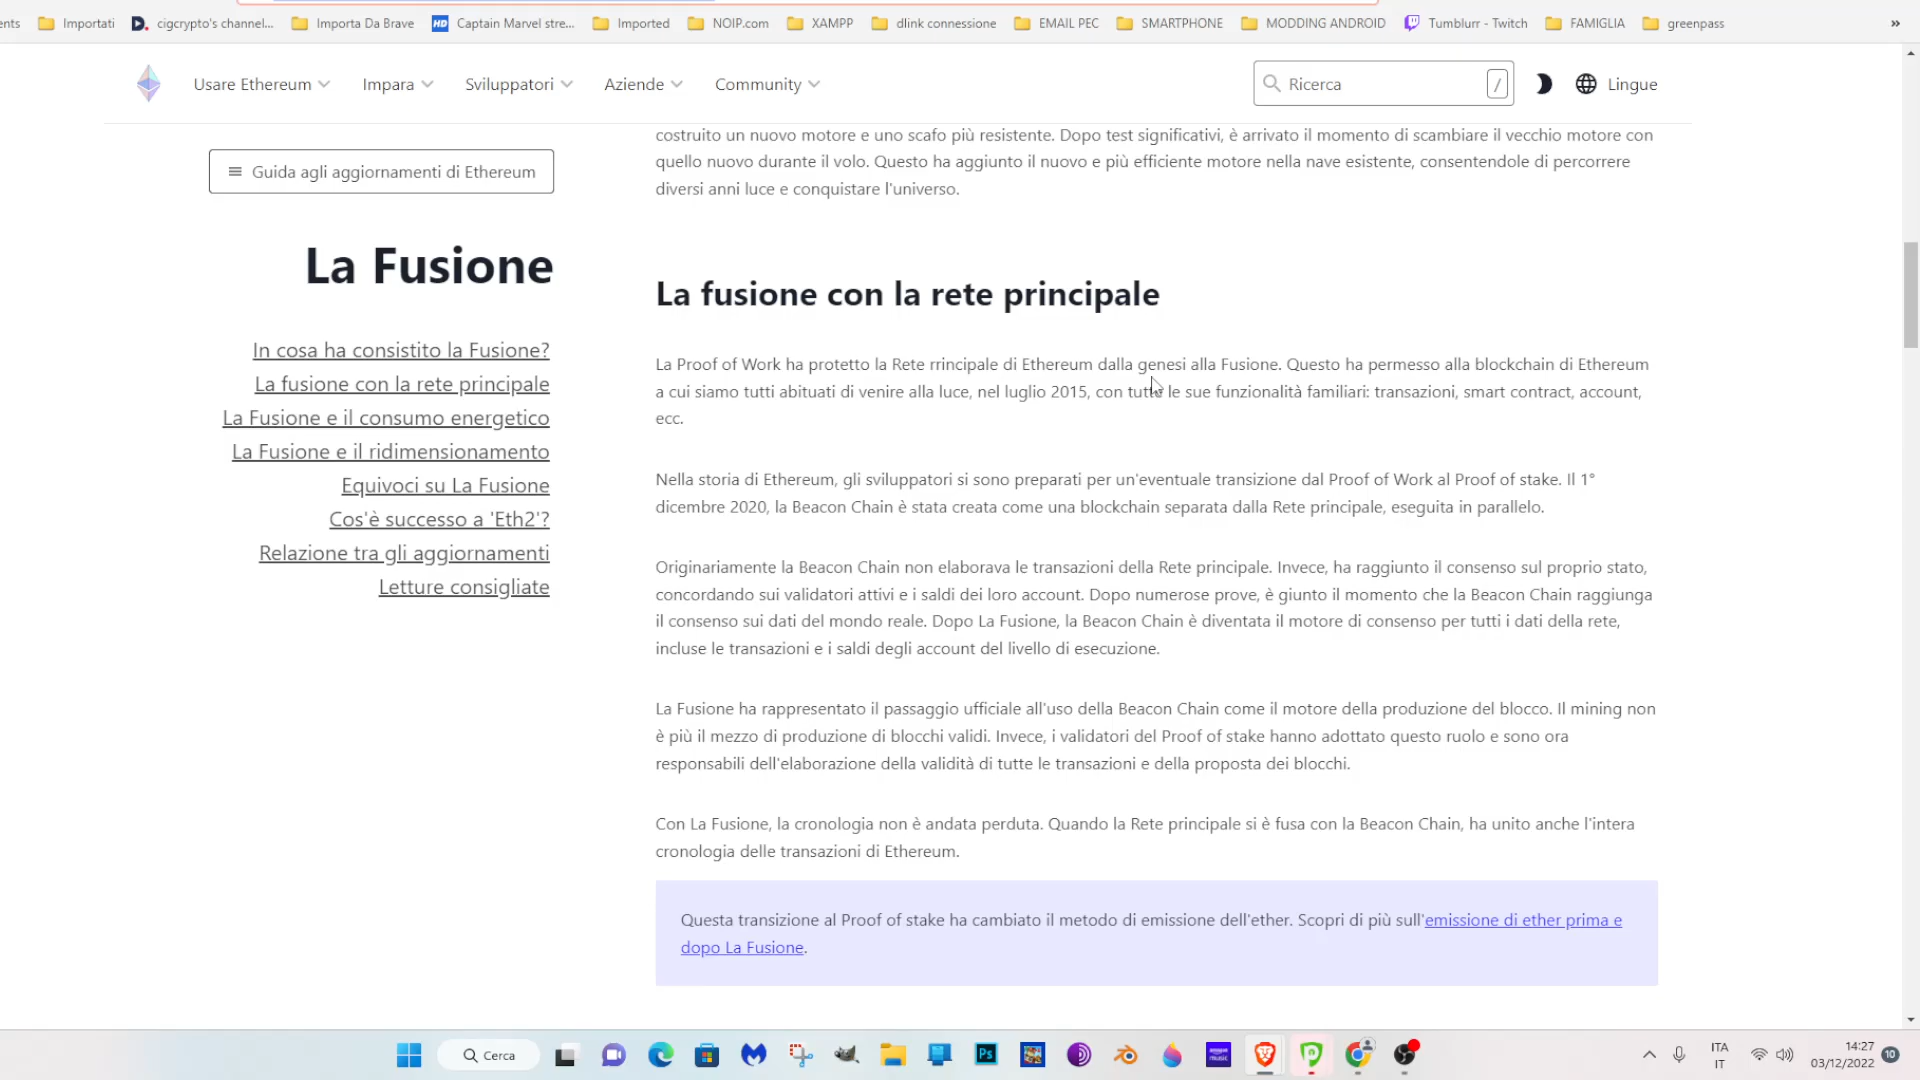 ents
Importati
cigcrypto's channel...
Importa Da Brave
HD
Captain Marvel stre...
Imported
NOIP.com
XAMPP
dlink connessione
EMAIL PEC
SMARTPHONE
MODDING ANDROID
Tumblurr - Twitch
FAMIGLIA
greenpass
»
Usare Ethereum
Impara
Sviluppatori
Aziende
Community
Ricerca
/
Lingue
Guida agli aggiornamenti di Ethereum
La Fusione
In cosa ha consistito la Fusione?
La fusione con la rete principale
La Fusione e il consumo energetico
La Fusione e il ridimensionamento
Equivoci su La Fusione
Cos'è successo a 'Eth2'?
Relazione tra gli aggiornamenti
Letture consigliate
costruito un nuovo motore e uno scafo più resistente. Dopo test significativi, è arrivato il momento di scambiare il vecchio motore con
quello nuovo durante il volo. Questo ha aggiunto il nuovo e più efficiente motore nella nave esistente, consentendole di percorrere
diversi anni luce e conquistare l'universo.
La fusione con la rete principale
La Proof of Work ha protetto la Rete rrincipale di Ethereum dalla genesi alla Fusione. Questo ha permesso alla blockchain di Ethereum
a cui siamo tutti abituati di venire alla luce, nel luglio 2015, con tutte le sue funzionalità familiari: transazioni, smart contract, account,
ecc.
Nella storia di Ethereum, gli sviluppatori si sono preparati per un'eventuale transizione dal Proof of Work al Proof of stake. Il 1°
dicembre 2020, la Beacon Chain è stata creata come una blockchain separata dalla Rete principale, eseguita in parallelo.
Originariamente la Beacon Chain non elaborava le transazioni della Rete principale. Invece, ha raggiunto il consenso sul proprio stato,
concordando sui validatori attivi e i saldi dei loro account. Dopo numerose prove, è giunto il momento che la Beacon Chain raggiunga
il consenso sui dati del mondo reale. Dopo La Fusione, la Beacon Chain è diventata il motore di consenso per tutti i dati della rete,
incluse le transazioni e i saldi degli account del livello di esecuzione.
La Fusione ha rappresentato il passaggio ufficiale all'uso della Beacon Chain come il motore della produzione del blocco. Il mining non
è più il mezzo di produzione di blocchi validi. Invece, i validatori del Proof of stake hanno adottato questo ruolo e sono ora
responsabili dell'elaborazione della validità di tutte le transazioni e della proposta dei blocchi.
Con La Fusione, la cronologia non è andata perduta. Quando la Rete principale si è fusa con la Beacon Chain, ha unito anche l'intera
cronologia delle transazioni di Ethereum.
Questa transizione al Proof of stake ha cambiato il metodo di emissione dell'ether. Scopri di più sull'emissione di ether prima e
dopo La Fusione.
Cerca
Ps
ITA
IT
14:27
03/12/2022
10